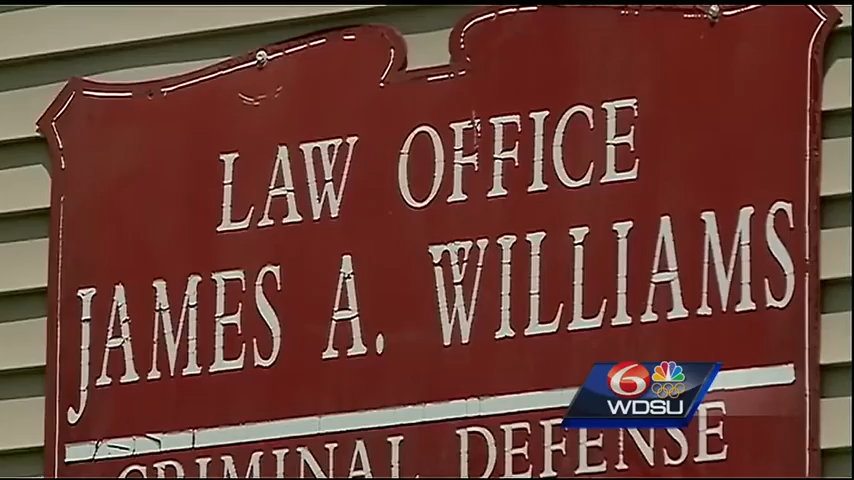 LAW OFFICE
JAMES A. WILLIAMS
CRIMINAL DEFENSE
6
WDSU